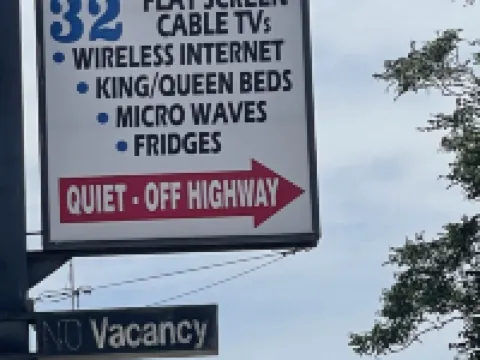 32 FLAT SCREEN
CABLE TVs
• WIRELESS INTERNET
• KING/QUEEN BEDS
• MICRO WAVES
• FRIDGES
QUIET - OFF HIGHWAY
NO Vacancy